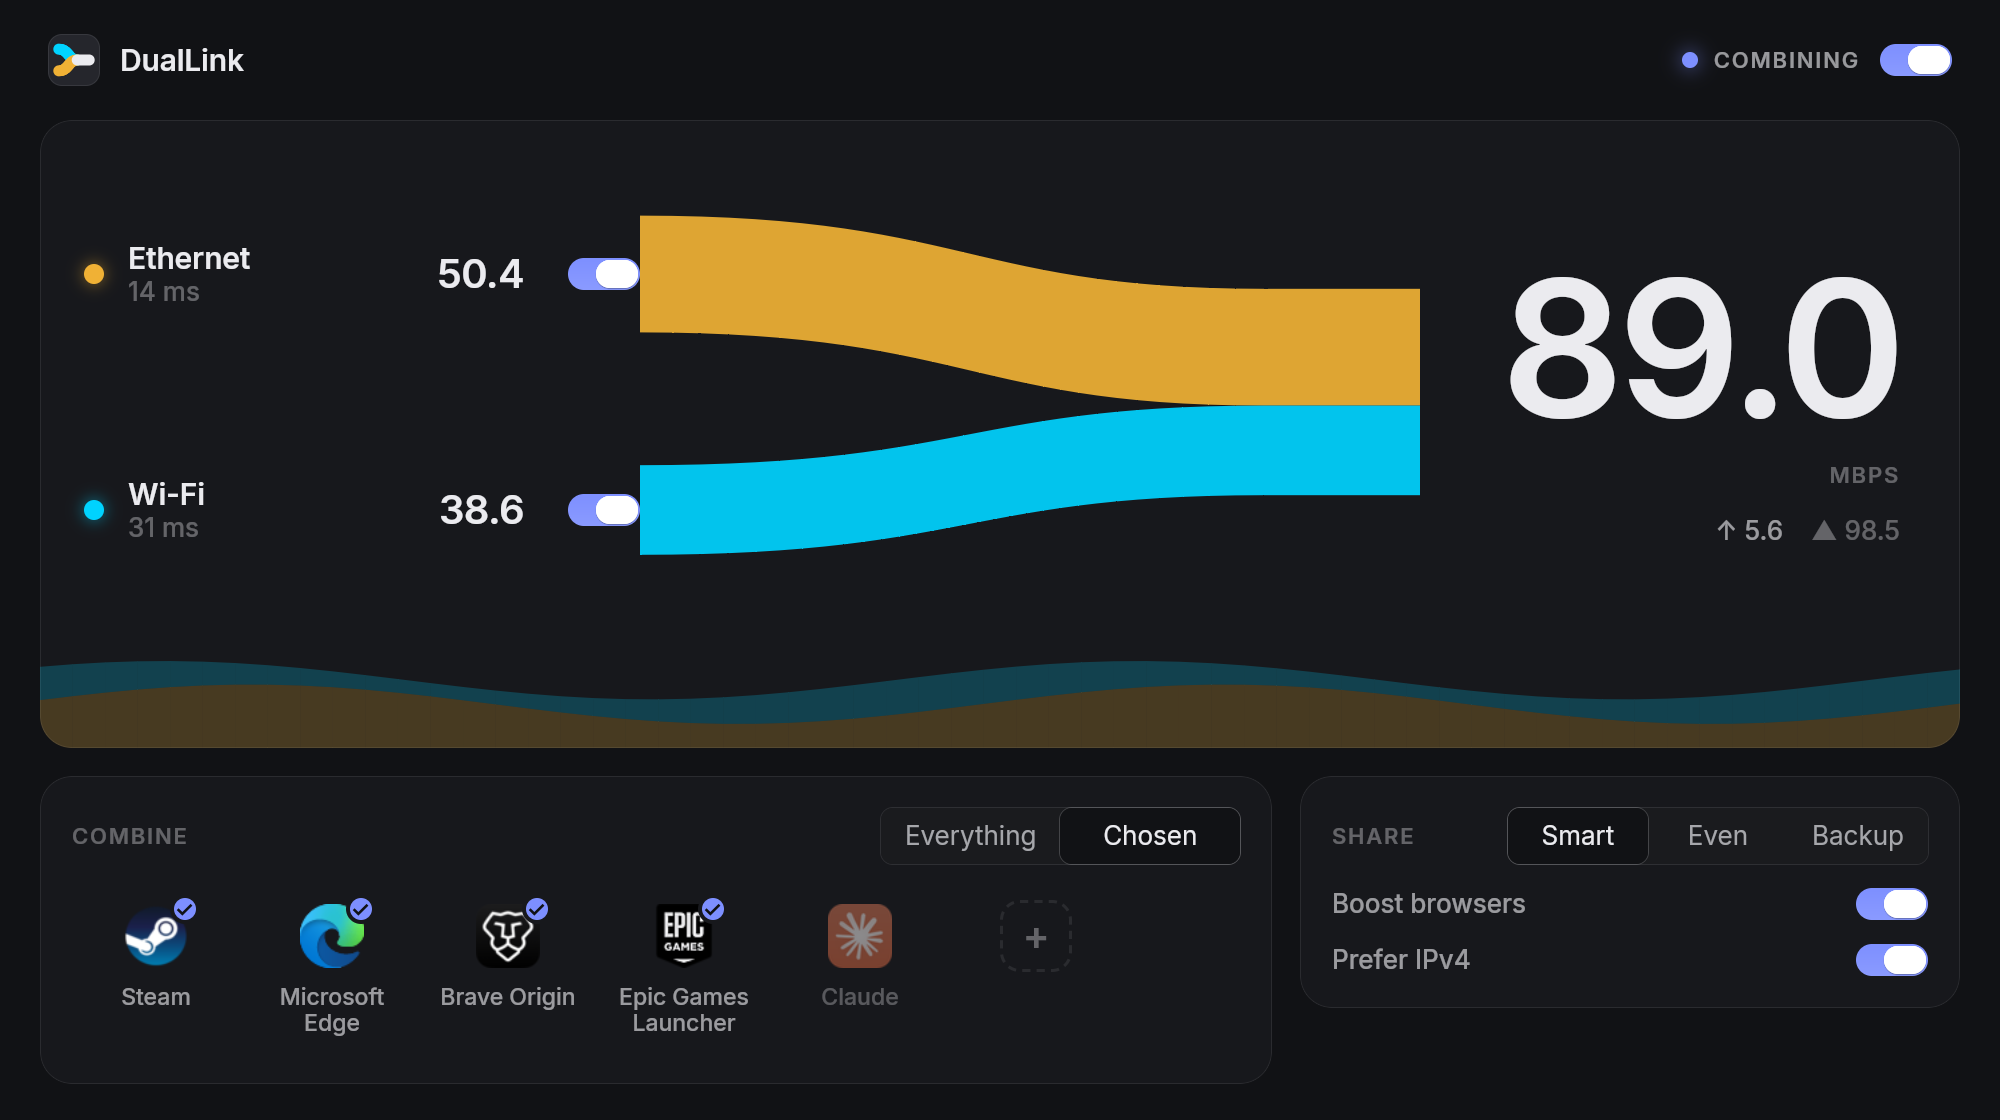 DualLink
COMBINING
Ethernet
14 ms
50.4
Wi-Fi
31 ms
38.6
89.0
MBPS
↑ 5.6 ▲ 98.5
COMBINE
Everything
Chosen
Steam
Microsoft
Edge
Brave Origin
EPIC
GAMES
Epic Games
Launcher
Claude
+
SHARE
Smart
Even
Backup
Boost browsers
Prefer IPv4